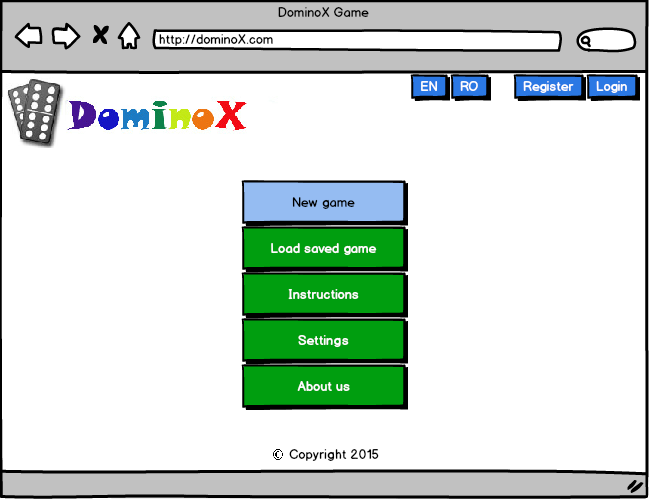 DominoX Game
http://dominoX.com
EN RO Register Login
DominoX
New game
Load saved game
Instructions
Settings
About us
© Copyright 2015